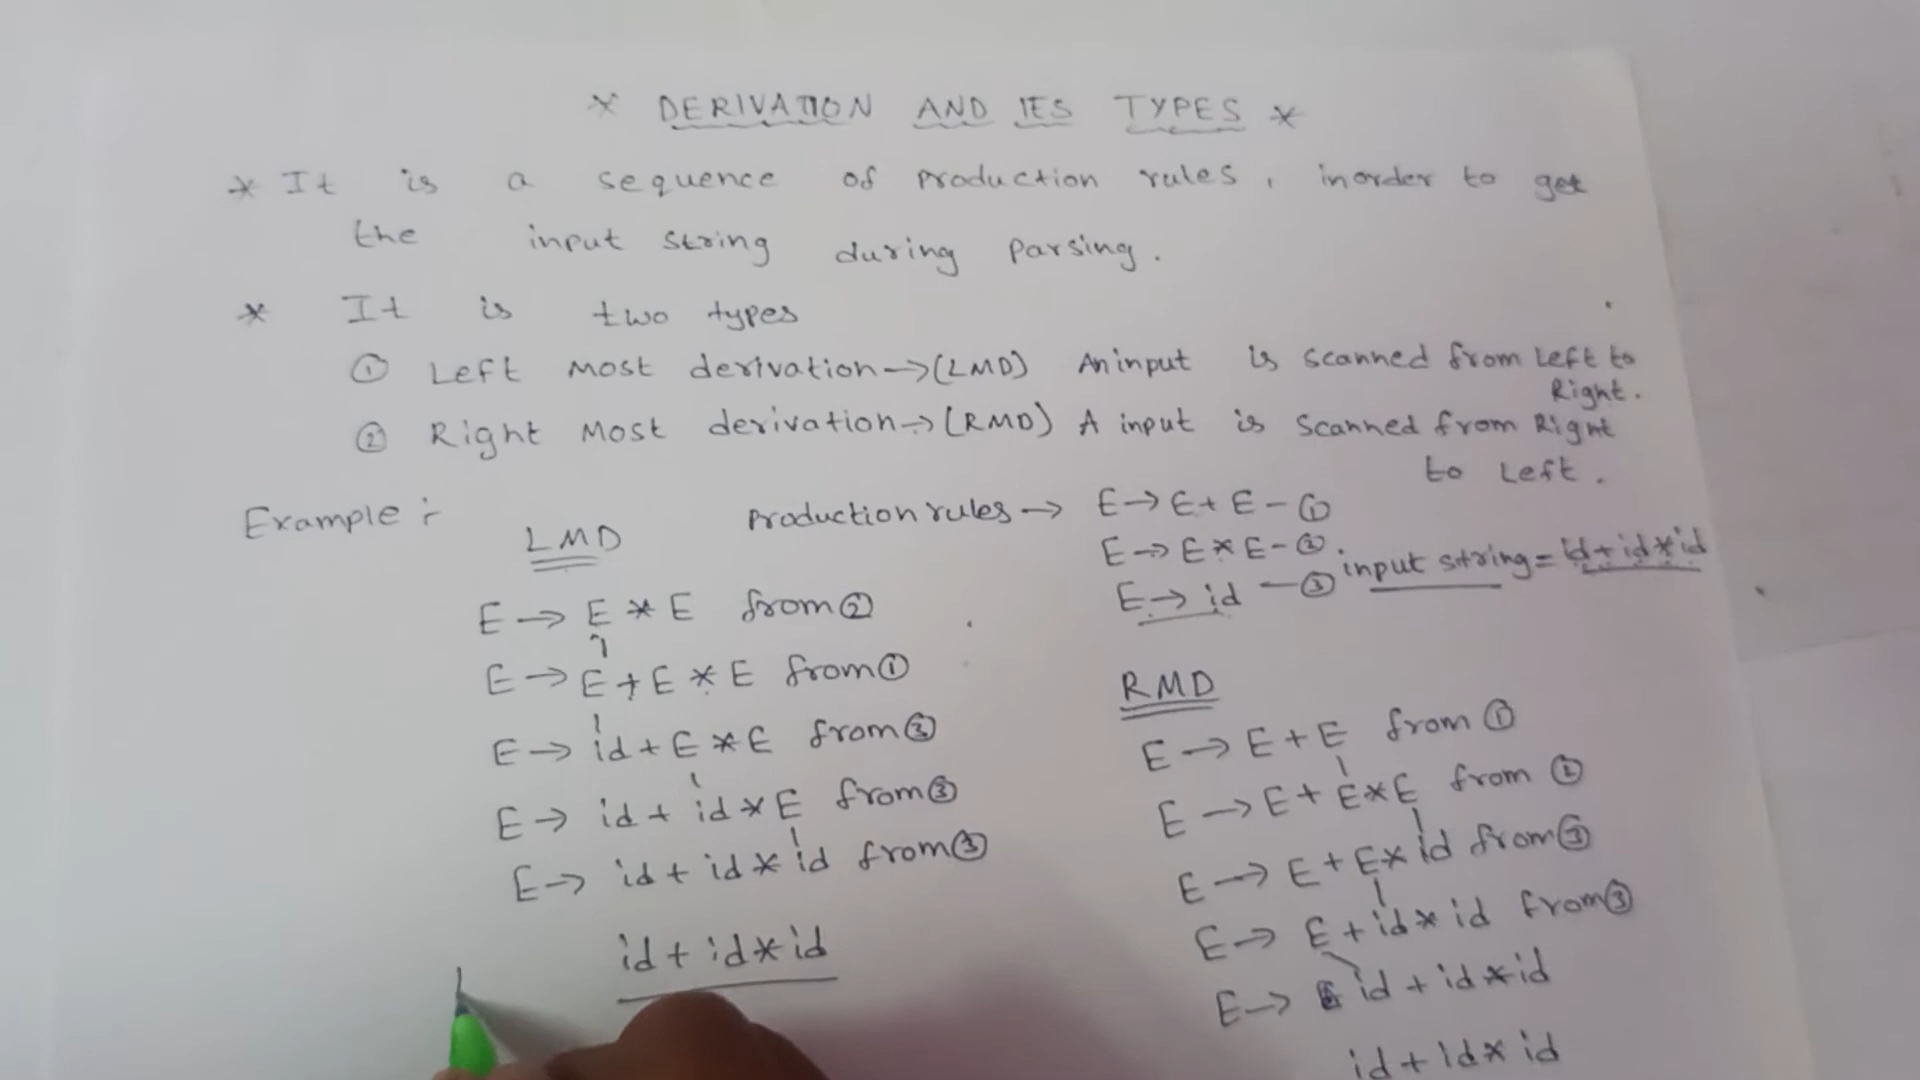 * DERIVATION AND ITS TYPES *
* It is a sequence of production rules, inorder to get
the input string during parsing.
* It is two types
① Left Most derivation → (LMD) An input is scanned from Left to
Right.
② Right Most derivation → (RMD) A input is scanned from Right
to Left.
Example :-
Production rules → E → E + E - ①
E → E * E - ②.
E → id - ③
input string = id + id * id
LMD
E → E * E from ②
E → E + E * E from ①
E → id + E * E from ③
E → id + id * E from ③
E → id + id * id from ③
id + id * id
RMD
E → E + E from ①
E → E + E * E from ②
E → E + E * id from ③
E → E + id * id from ③
E → id + id * id
id + id * id